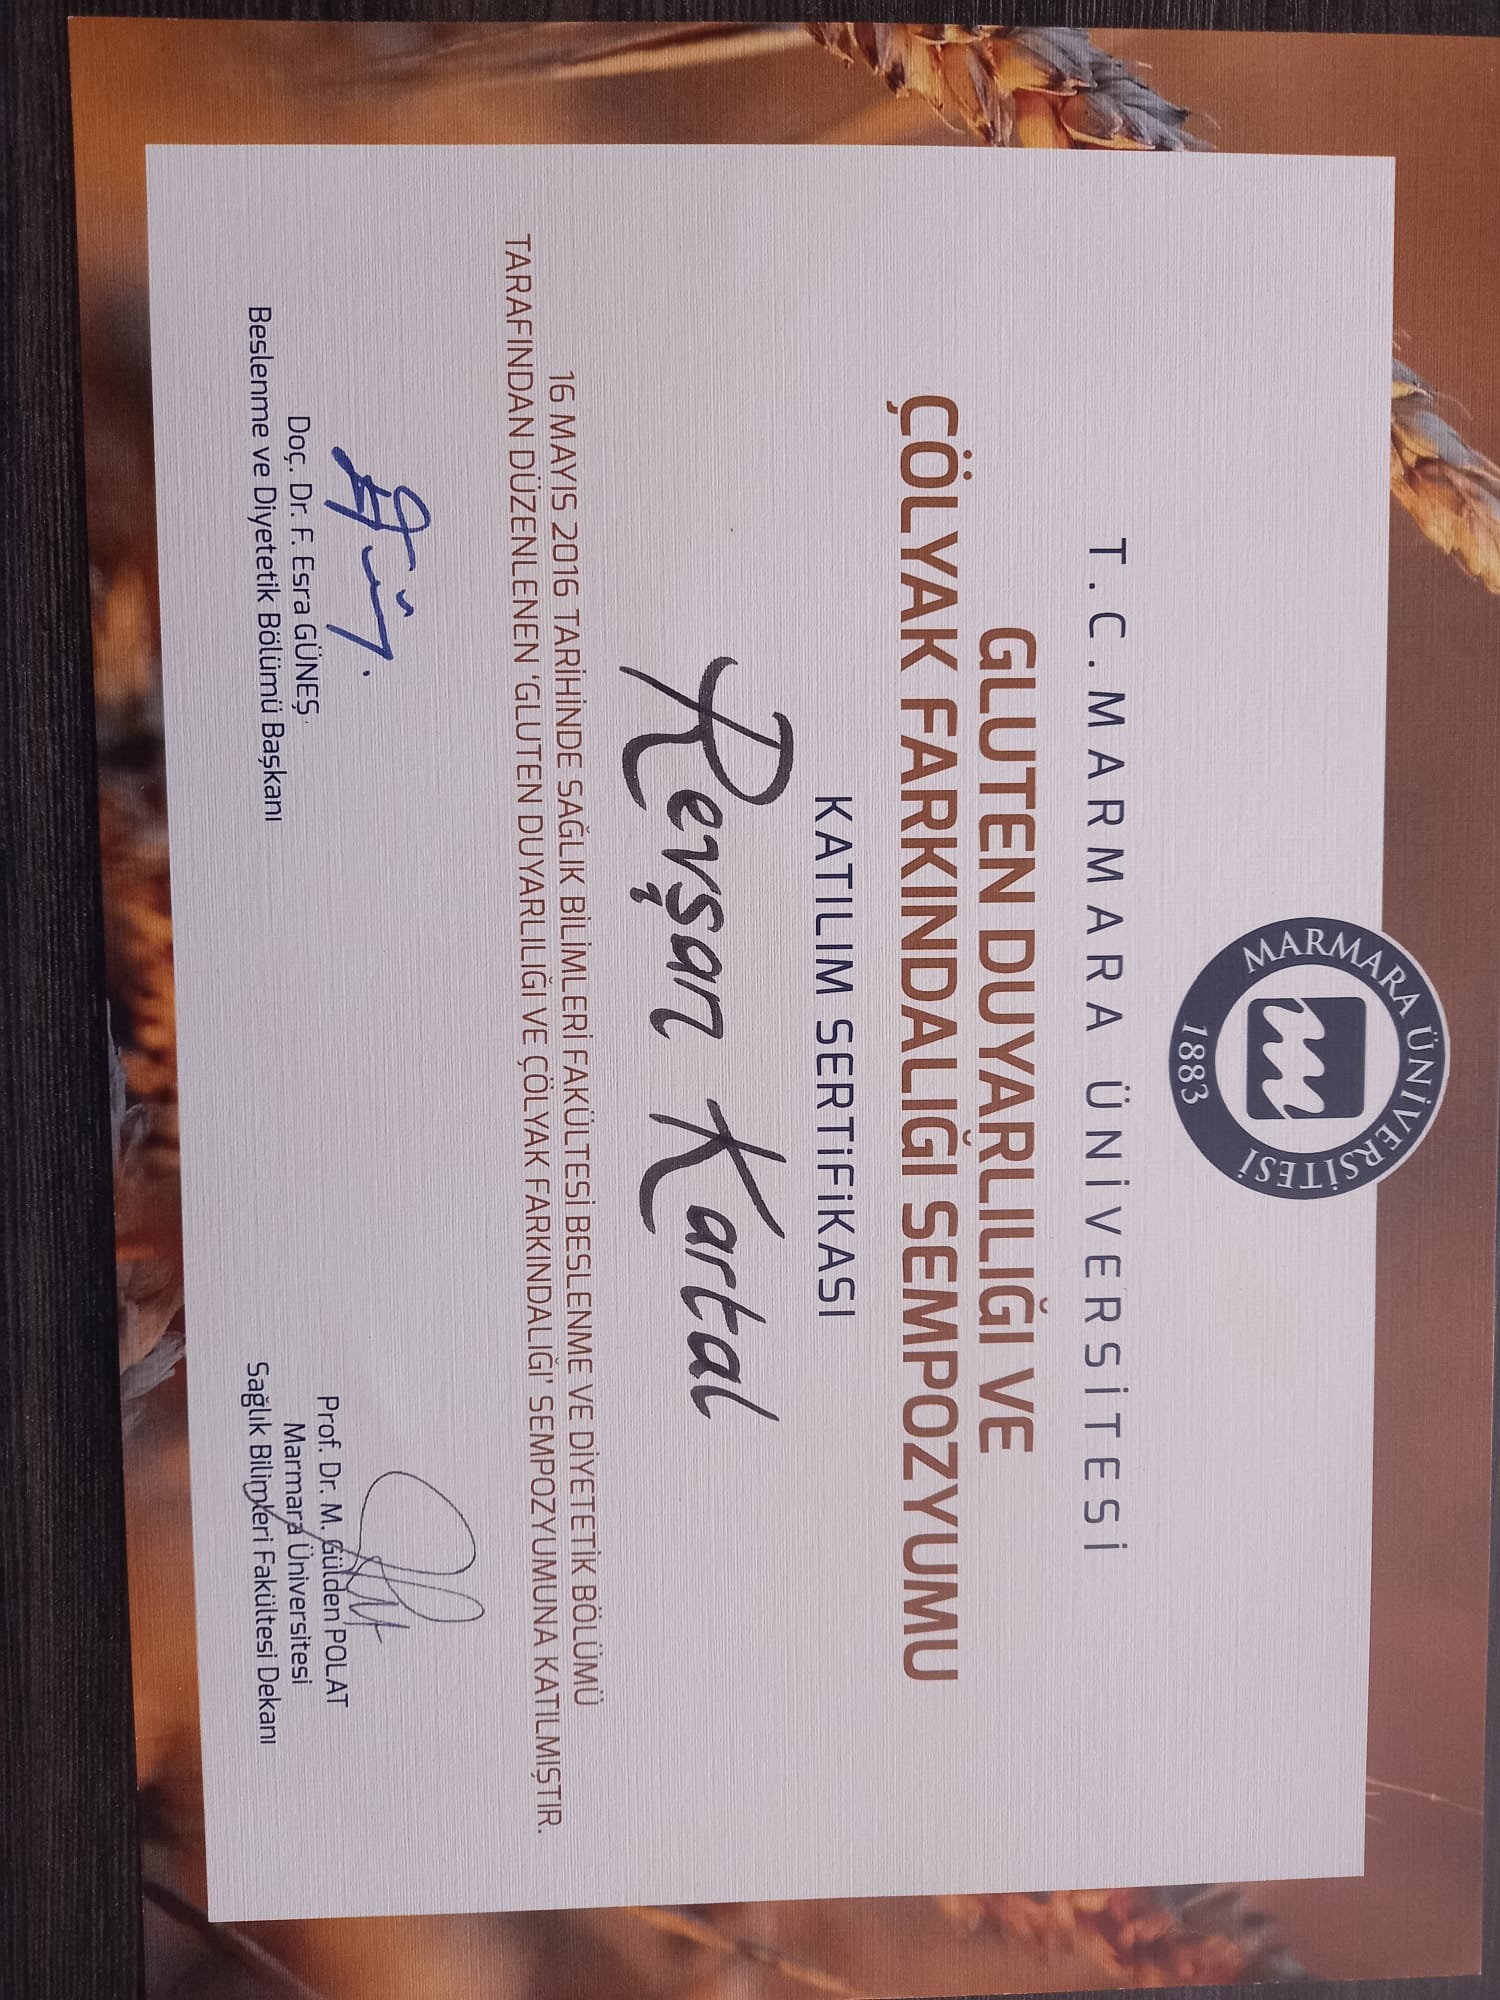 MARMARA ÜNİVERSİTESİ
1883
T.C. MARMARA ÜNİVERSİTESİ
GLUTEN DUYARLILIĞI VE
ÇÖLYAK FARKINDALIĞI SEMPOZYUMU
KATILIM SERTİFİKASI
Revşan Kartal
16 MAYIS 2016 TARİHİNDE SAĞLIK BİLİMLERİ FAKÜLTESİ BESLENME VE DİYETETİK BÖLÜMÜ
TARAFINDAN DÜZENLENEN 'GLUTEN DUYARLILIĞI VE ÇÖLYAK FARKINDALIĞI' SEMPOZYUMUNA KATILMIŞTIR.
Doç. Dr. F. Esra GÜNEŞ
Beslenme ve Diyetetik Bölümü Başkanı
Prof. Dr. M. Gülden POLAT
Marmara Üniversitesi
Sağlık Bilimleri Fakültesi Dekanı